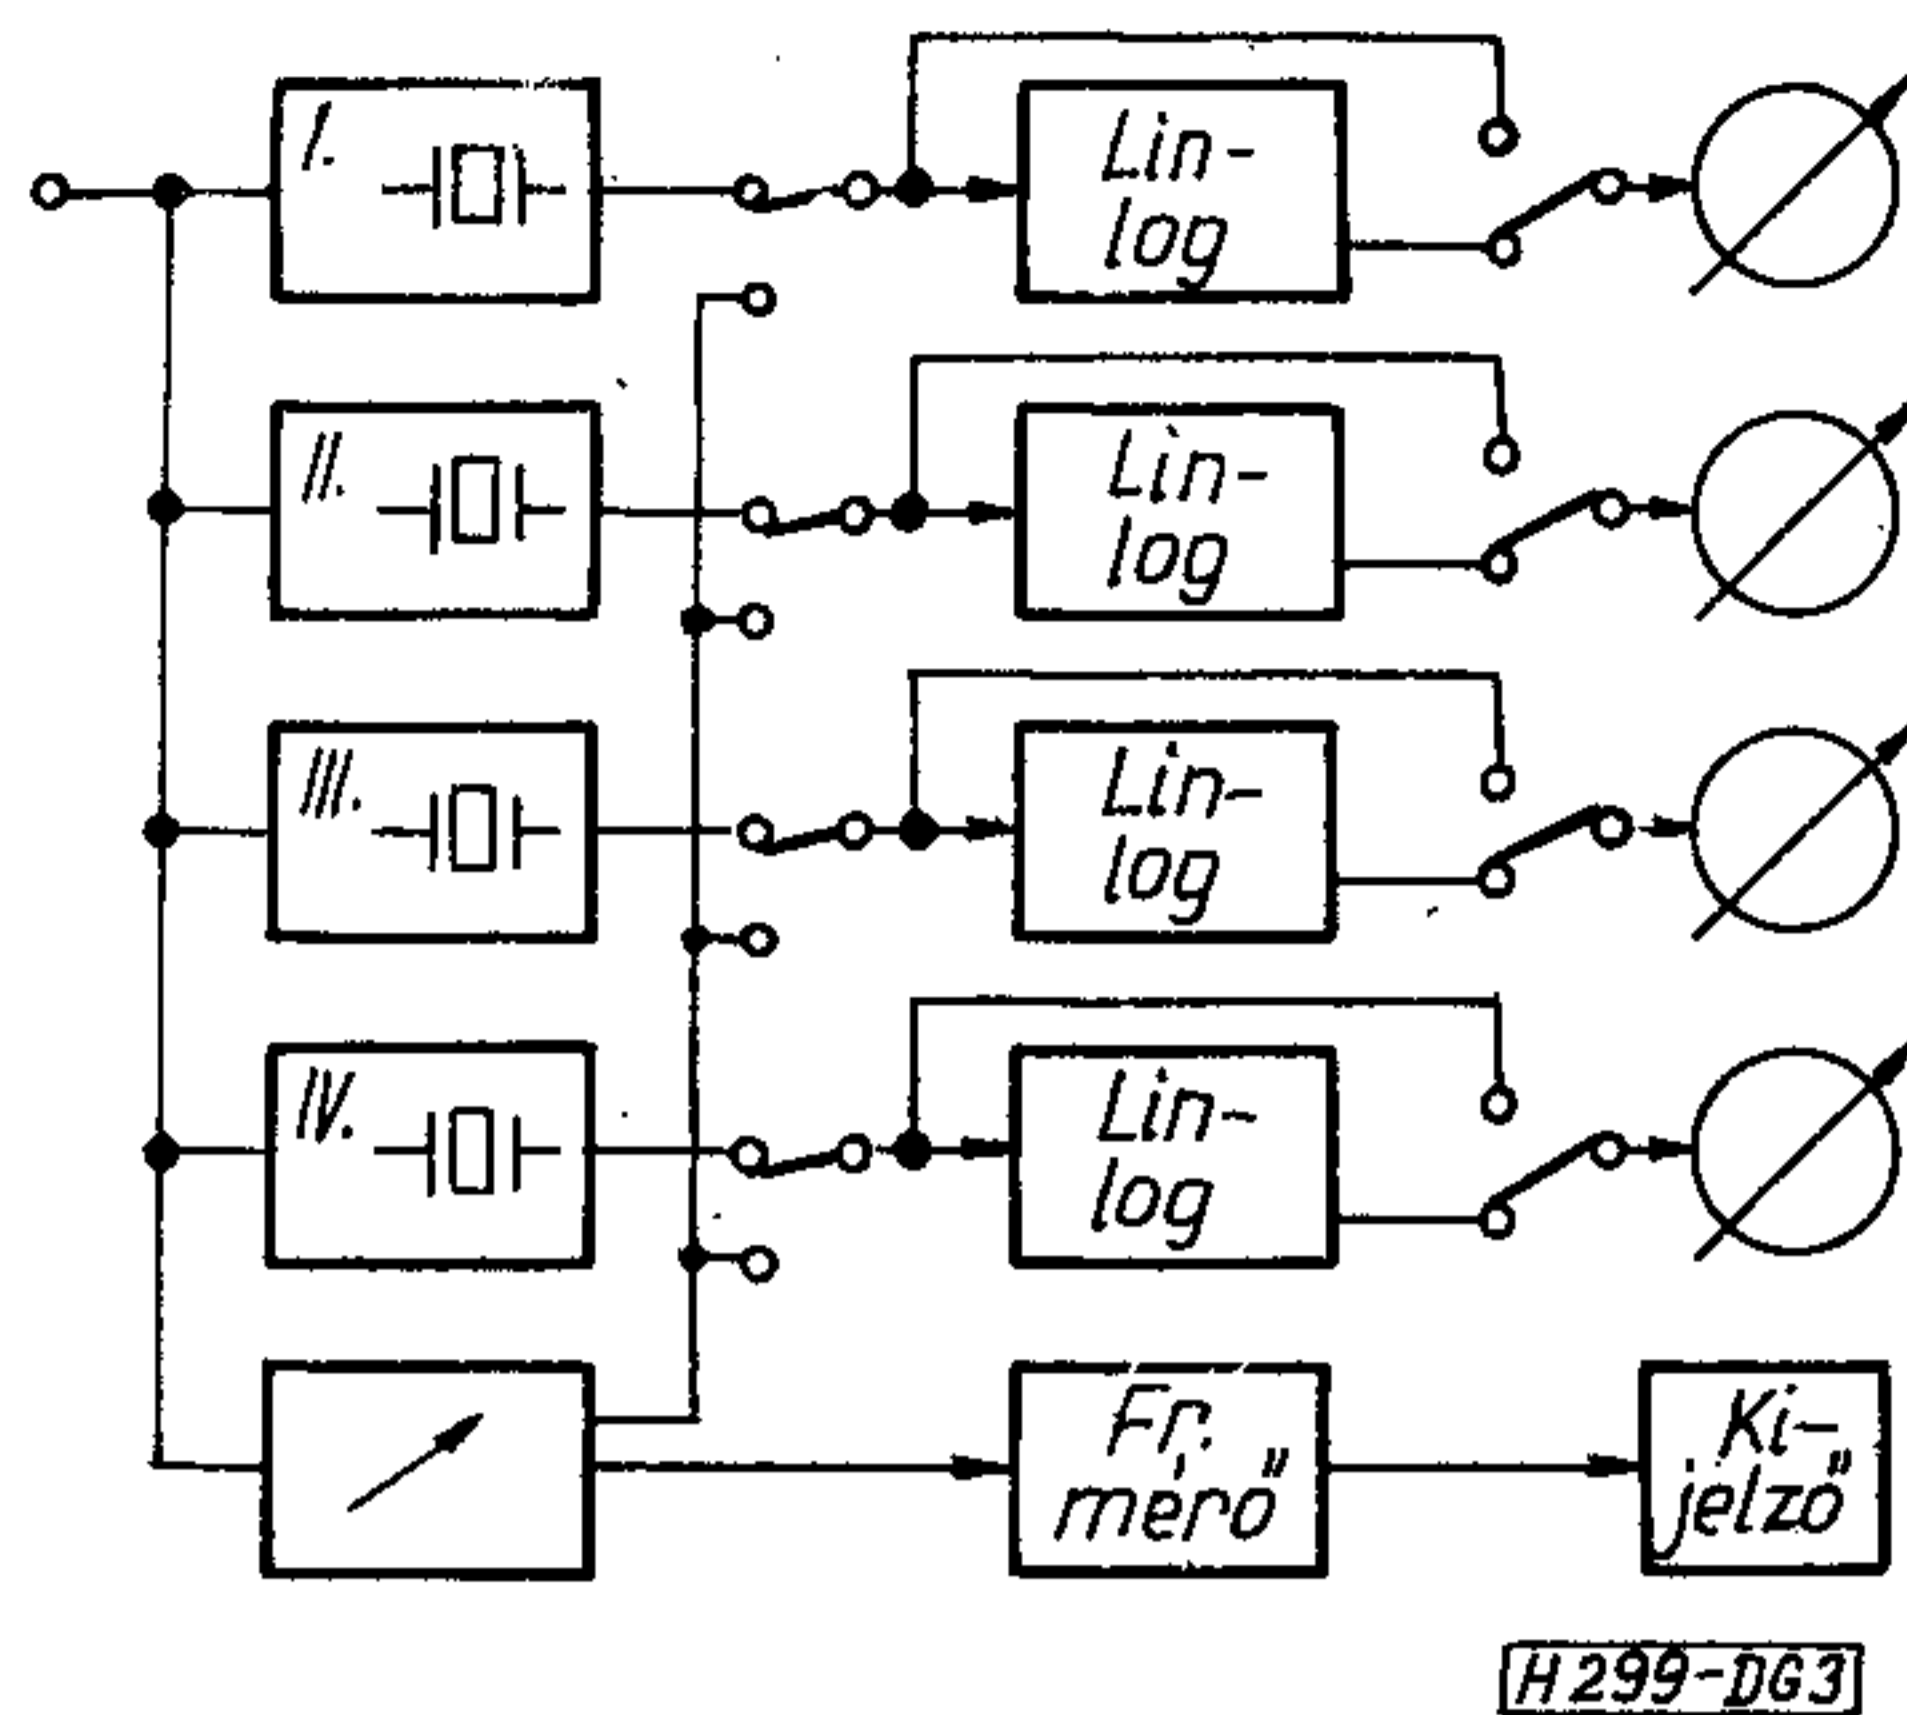 I.
Lin-
log
II.
Lin-
log
III.
Lin-
log
IV.
Lin-
log
Fr.
mérő
Ki-
jelző
H299-DG3